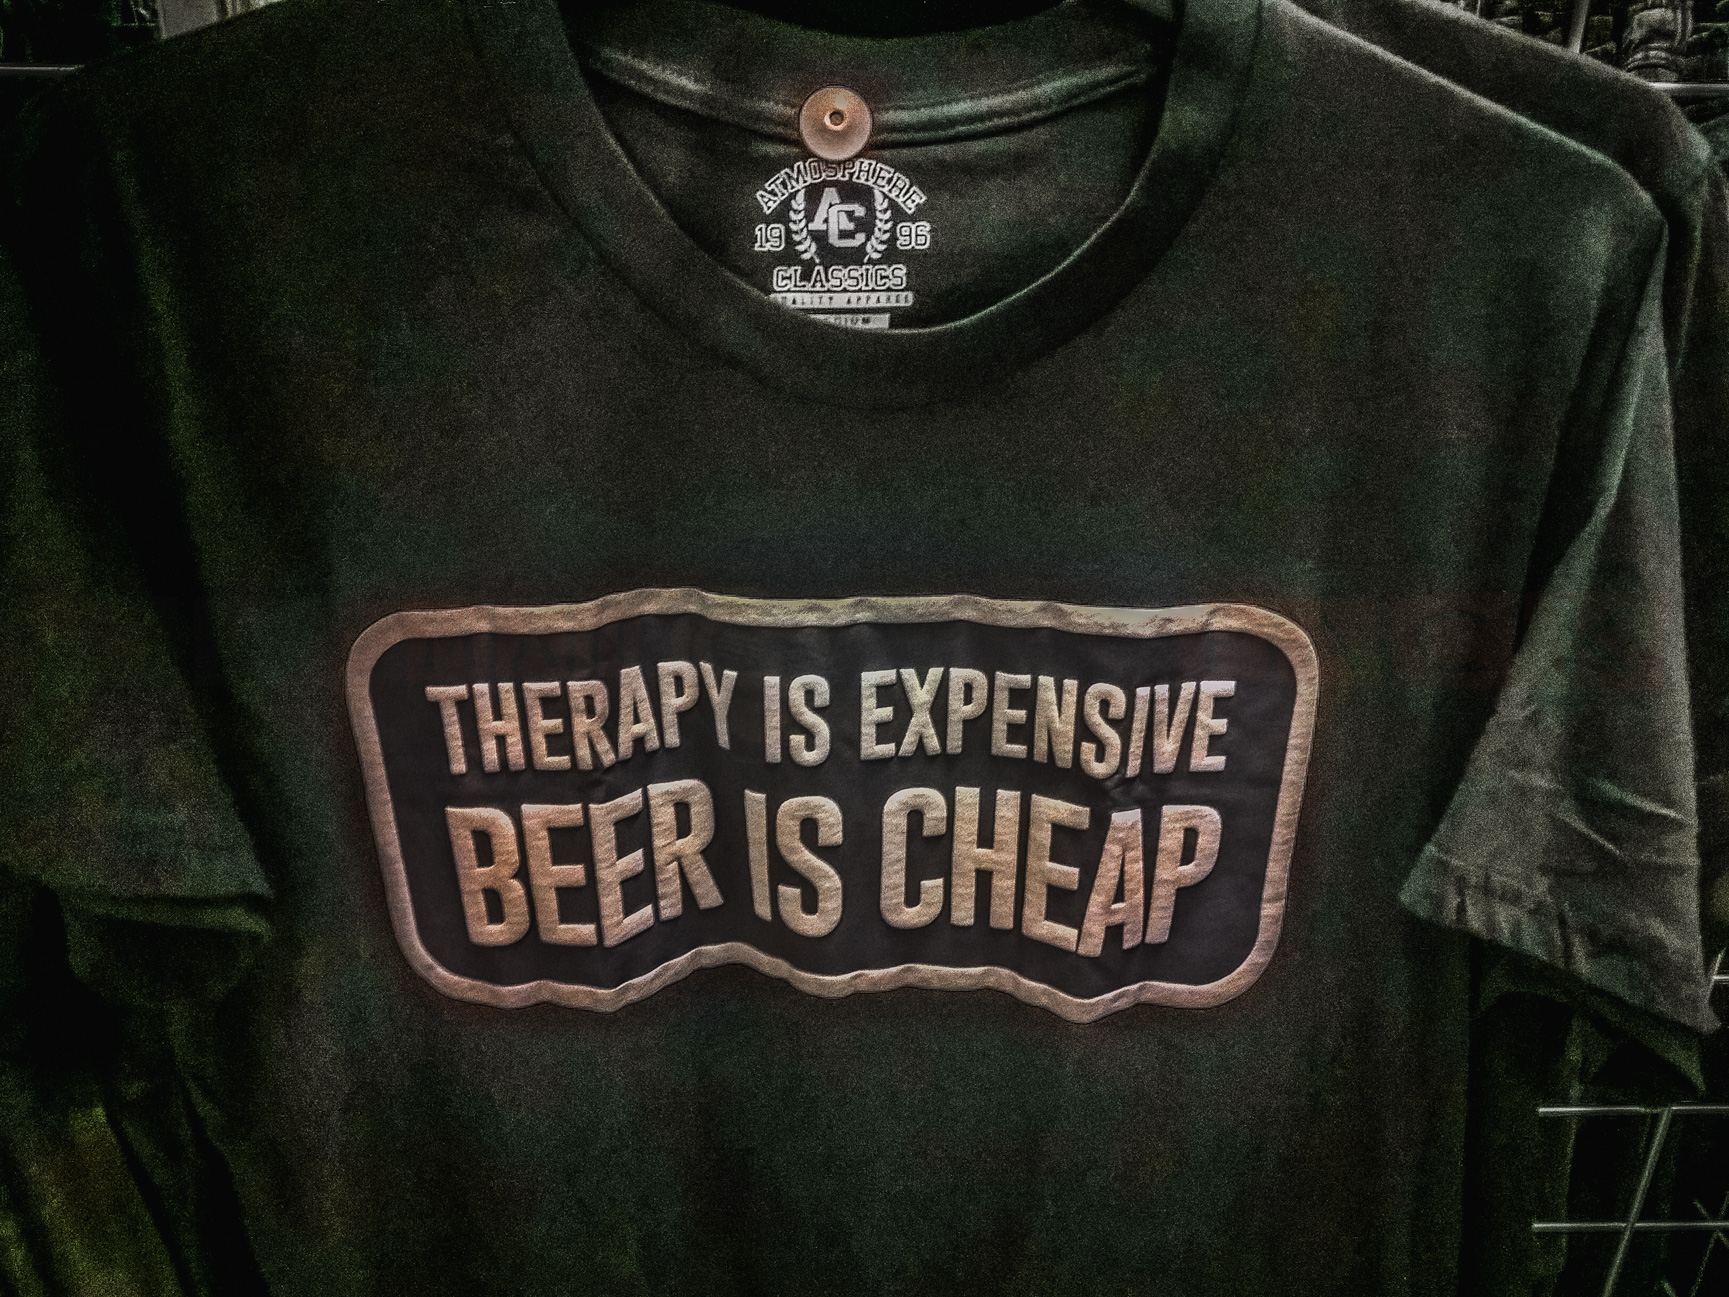 ATMOSPHERE
AC
19 96
CLASSICS
THERAPY IS EXPENSIVE
BEER IS CHEAP